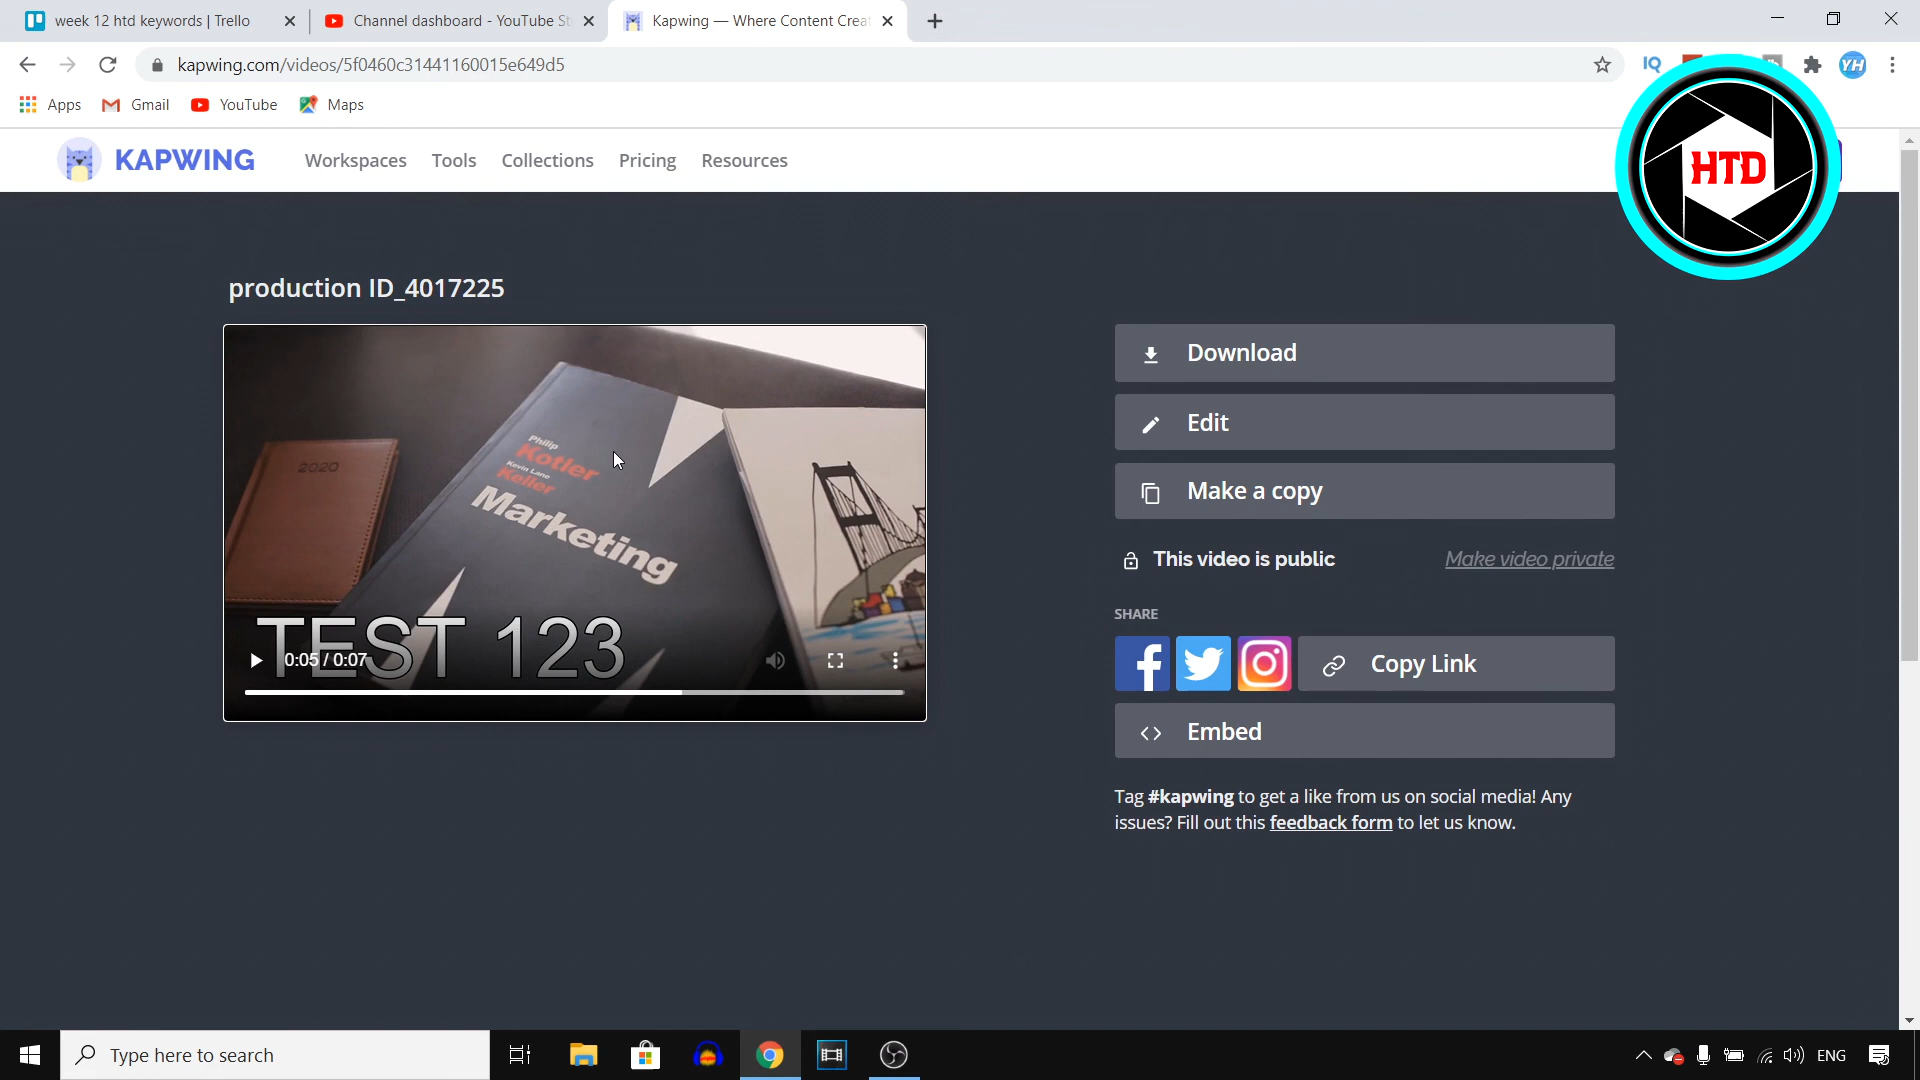 week 12 htd keywords | Trello
Channel dashboard - YouTube St
Kapwing — Where Content Creat
kapwing.com/videos/5f0460c31441160015e649d5
IQ
YH
Apps
Gmail
YouTube
Maps
KAPWING
Workspaces
Tools
Collections
Pricing
Resources
HTD
production ID_4017225
2020
Philip
Kotler
Kevin Lane
Keller
Marketing
TEST 123
0:05 / 0:07
Download
Edit
Make a copy
This video is public
Make video private
SHARE
Copy Link
Embed
Tag #kapwing to get a like from us on social media! Any
issues? Fill out this feedback form to let us know.
Type here to search
ENG